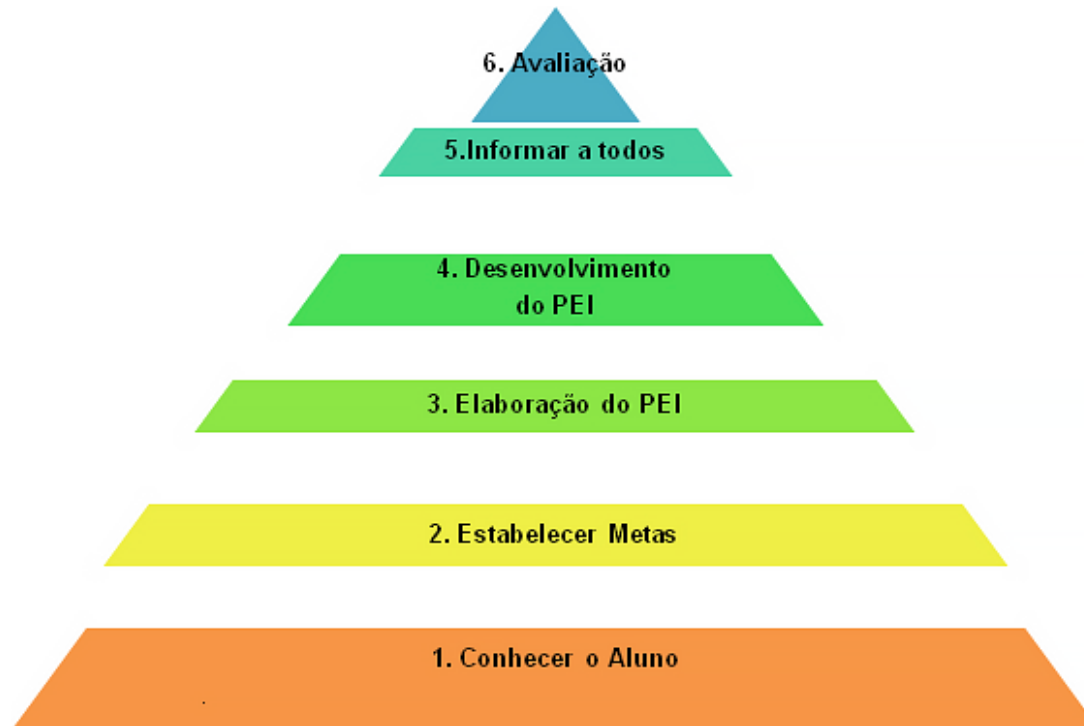 6. Avaliação
5.Informar a todos
4. Desenvolvimento
do PEI
3. Elaboração do PEI
2. Estabelecer Metas
1. Conhecer o Aluno